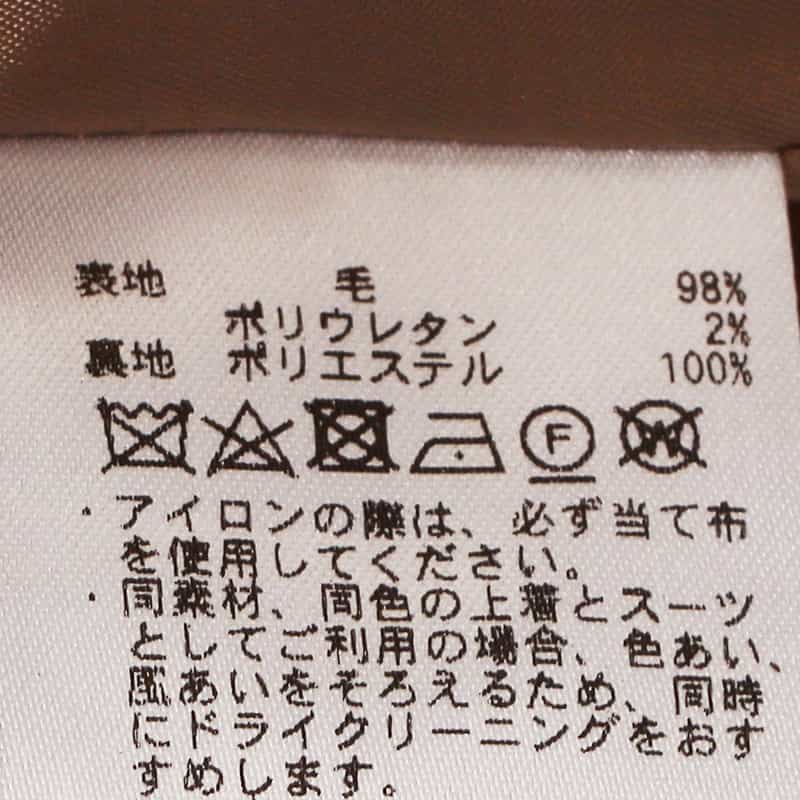 表地 毛 98%
ポリウレタン 2%
裏地 ポリエステル 100%
F
W
・アイロンの際は、必ず当て布
を使用してください。
・同素材、同色の上着とスーツ
としてご利用の場合、色あい、
風あいをそろえるため、同時
にドライクリーニングをおす
すめします。